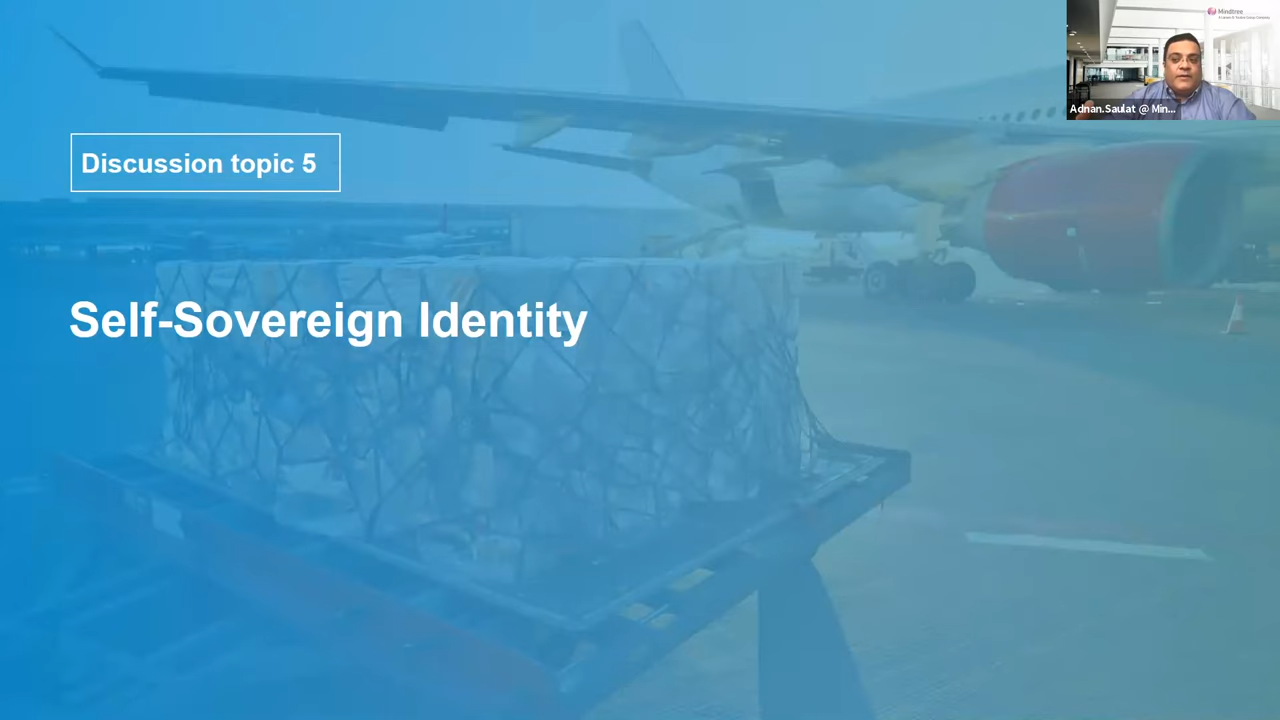 Mindtree
Adnan.Saulat @ Min...
Discussion topic 5
Self-Sovereign Identity